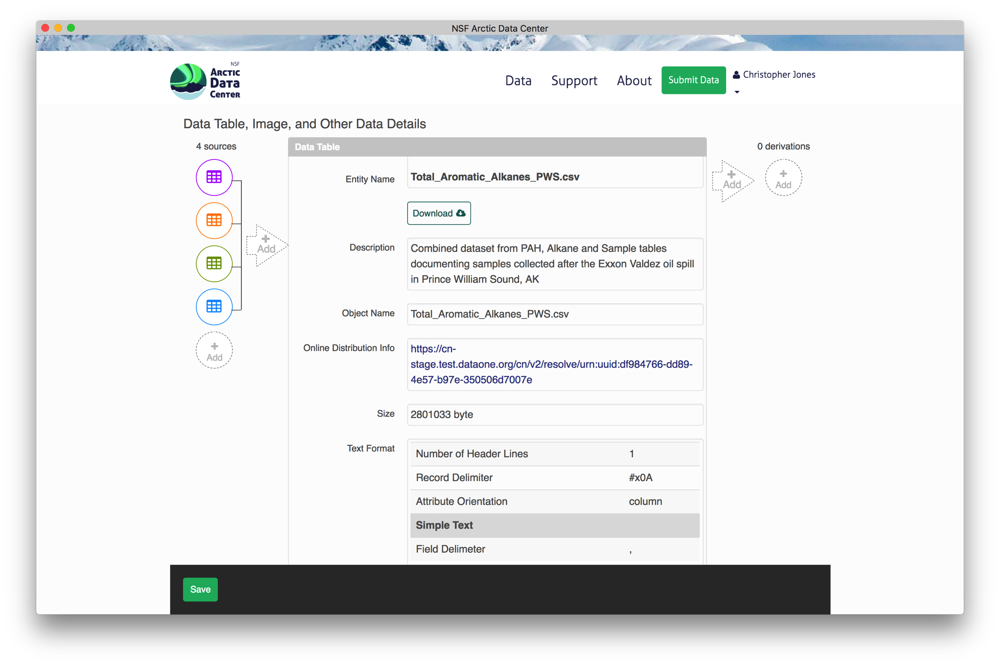 NSF Arctic Data Center
NSF
ARCTIC
DATA
CENTER
Data
Support
About
Submit Data
Christopher Jones
Data Table, Image, and Other Data Details
4 sources
Data Table
0 derivations
Entity Name
Total_Aromatic_Alkanes_PWS.csv
Add
Add
Download
Add
Description
Combined dataset from PAH, Alkane and Sample tables
documenting samples collected after the Exxon Valdez oil spill
in Prince William Sound, AK
Object Name
Total_Aromatic_Alkanes_PWS.csv
Add
Online Distribution Info
https://cn-
stage.test.dataone.org/cn/v2/resolve/urn:uuid:df984766-dd89-
4e57-b97e-350506d7007e
Size
2801033 byte
Text Format
Number of Header Lines 1
Record Delimiter #x0A
Attribute Orientation column
Simple Text
Field Delimeter ,
Save